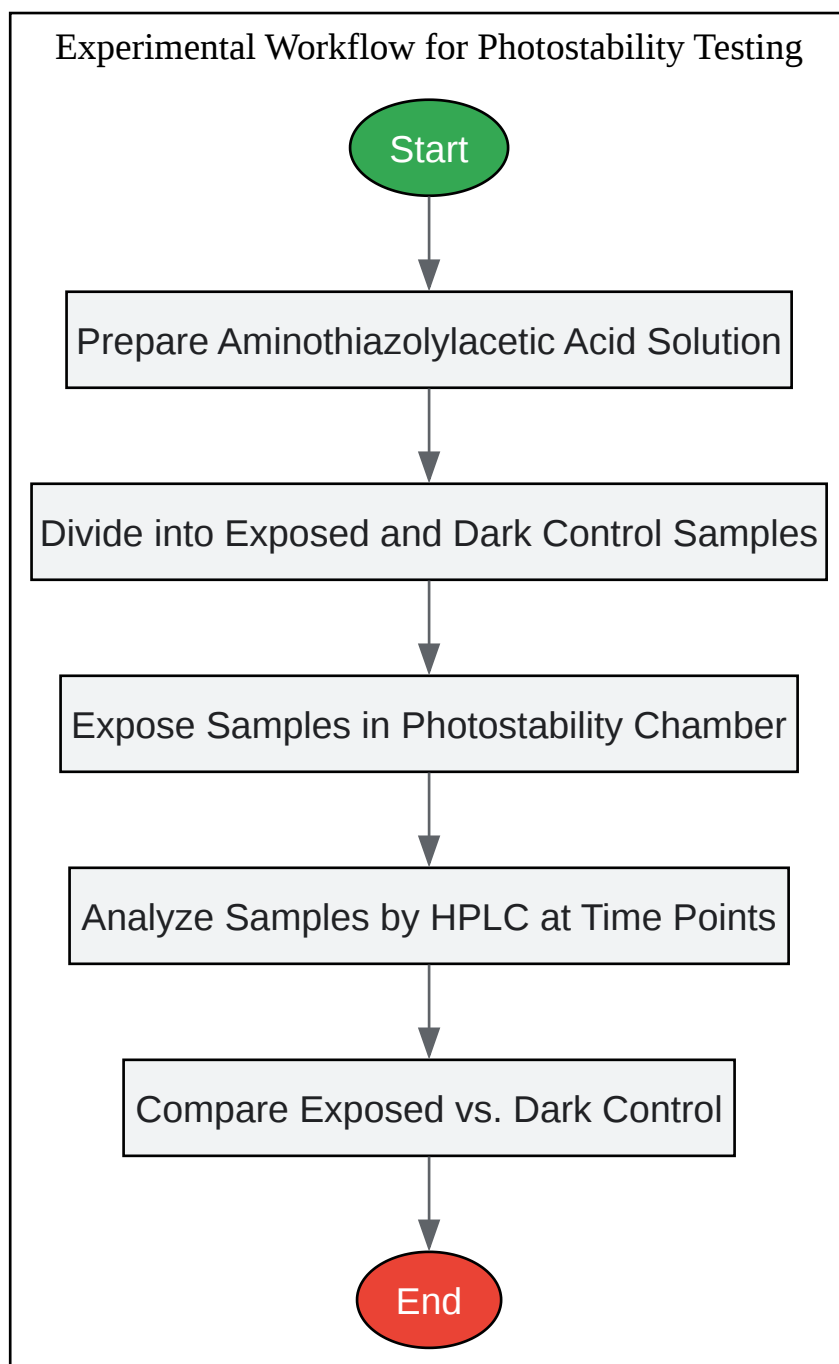 Experimental Workflow for Photostability Testing
Start
Prepare Aminothiazolylacetic Acid Solution
Divide into Exposed and Dark Control Samples
Expose Samples in Photostability Chamber
Analyze Samples by HPLC at Time Points
Compare Exposed vs. Dark Control
End